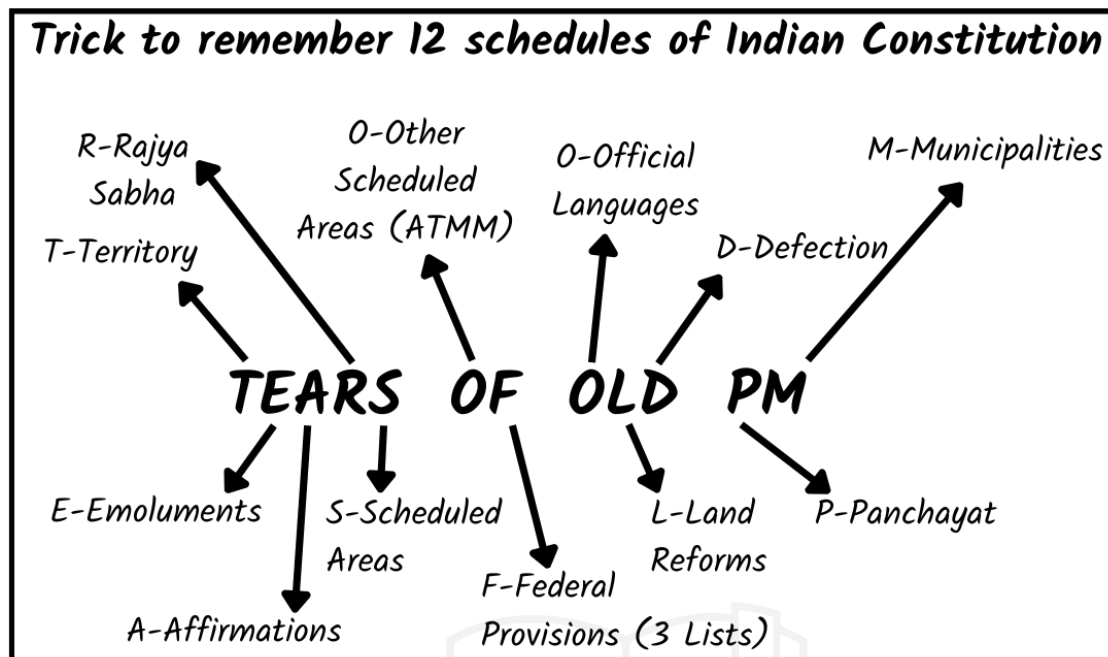 Trick to remember 12 schedules of Indian Constitution
R-Rajya
Sabha
T-Territory
O-Other
Scheduled
Areas (ATMM)
O-Official
Languages
D-Defection
M-Municipalities
TEARS OF OLD PM
E-Emoluments
A-Affirmations
S-Scheduled
Areas
F-Federal
Provisions (3 Lists)
L-Land
Reforms
P-Panchayat